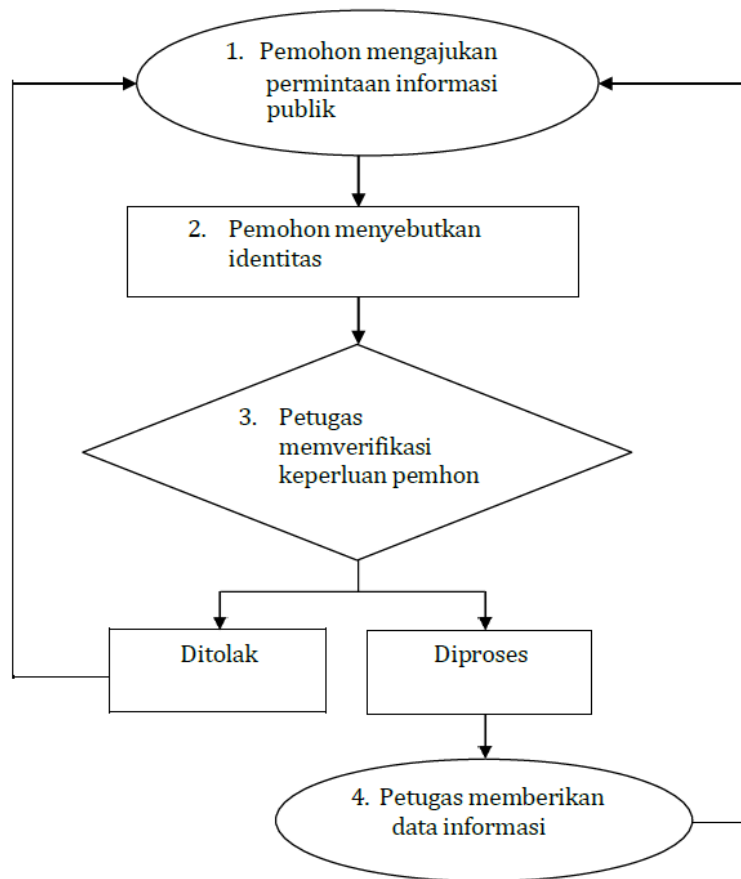 1. Pemohon mengajukan
permintaan informasi
publik
2. Pemohon menyebutkan
identitas
3. Petugas
memverifikasi
keperluan pemhon
Ditolak
Diproses
4. Petugas memberikan
data informasi